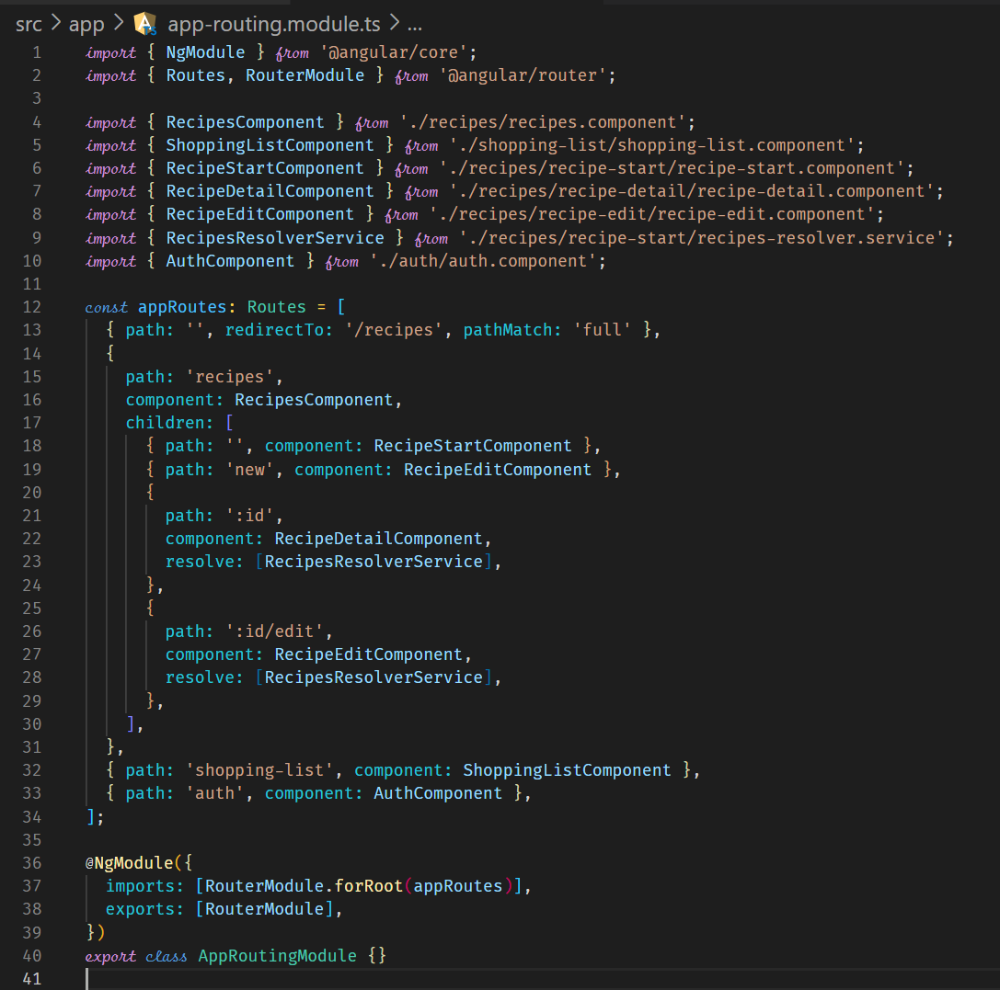 src > app > app-routing.module.ts > ...
1 import { NgModule } from '@angular/core';
2 import { Routes, RouterModule } from '@angular/router';
3
4 import { RecipesComponent } from './recipes/recipes.component';
5 import { ShoppingListComponent } from './shopping-list/shopping-list.component';
6 import { RecipeStartComponent } from './recipes/recipe-start/recipe-start.component';
7 import { RecipeDetailComponent } from './recipes/recipe-detail/recipe-detail.component';
8 import { RecipeEditComponent } from './recipes/recipe-edit/recipe-edit.component';
9 import { RecipesResolverService } from './recipes/recipe-start/recipes-resolver.service';
10 import { AuthComponent } from './auth/auth.component';
11
12 const appRoutes: Routes = [
13   { path: '', redirectTo: '/recipes', pathMatch: 'full' },
14   {
15     path: 'recipes',
16     component: RecipesComponent,
17     children: [
18       { path: '', component: RecipeStartComponent },
19       { path: 'new', component: RecipeEditComponent },
20       {
21         path: ':id',
22         component: RecipeDetailComponent,
23         resolve: [RecipesResolverService],
24       },
25       {
26         path: ':id/edit',
27         component: RecipeEditComponent,
28         resolve: [RecipesResolverService],
29       },
30     ],
31   },
32   { path: 'shopping-list', component: ShoppingListComponent },
33   { path: 'auth', component: AuthComponent },
34 ];
35
36 @NgModule({
37   imports: [RouterModule.forRoot(appRoutes)],
38   exports: [RouterModule],
39 })
40 export class AppRoutingModule {}
41